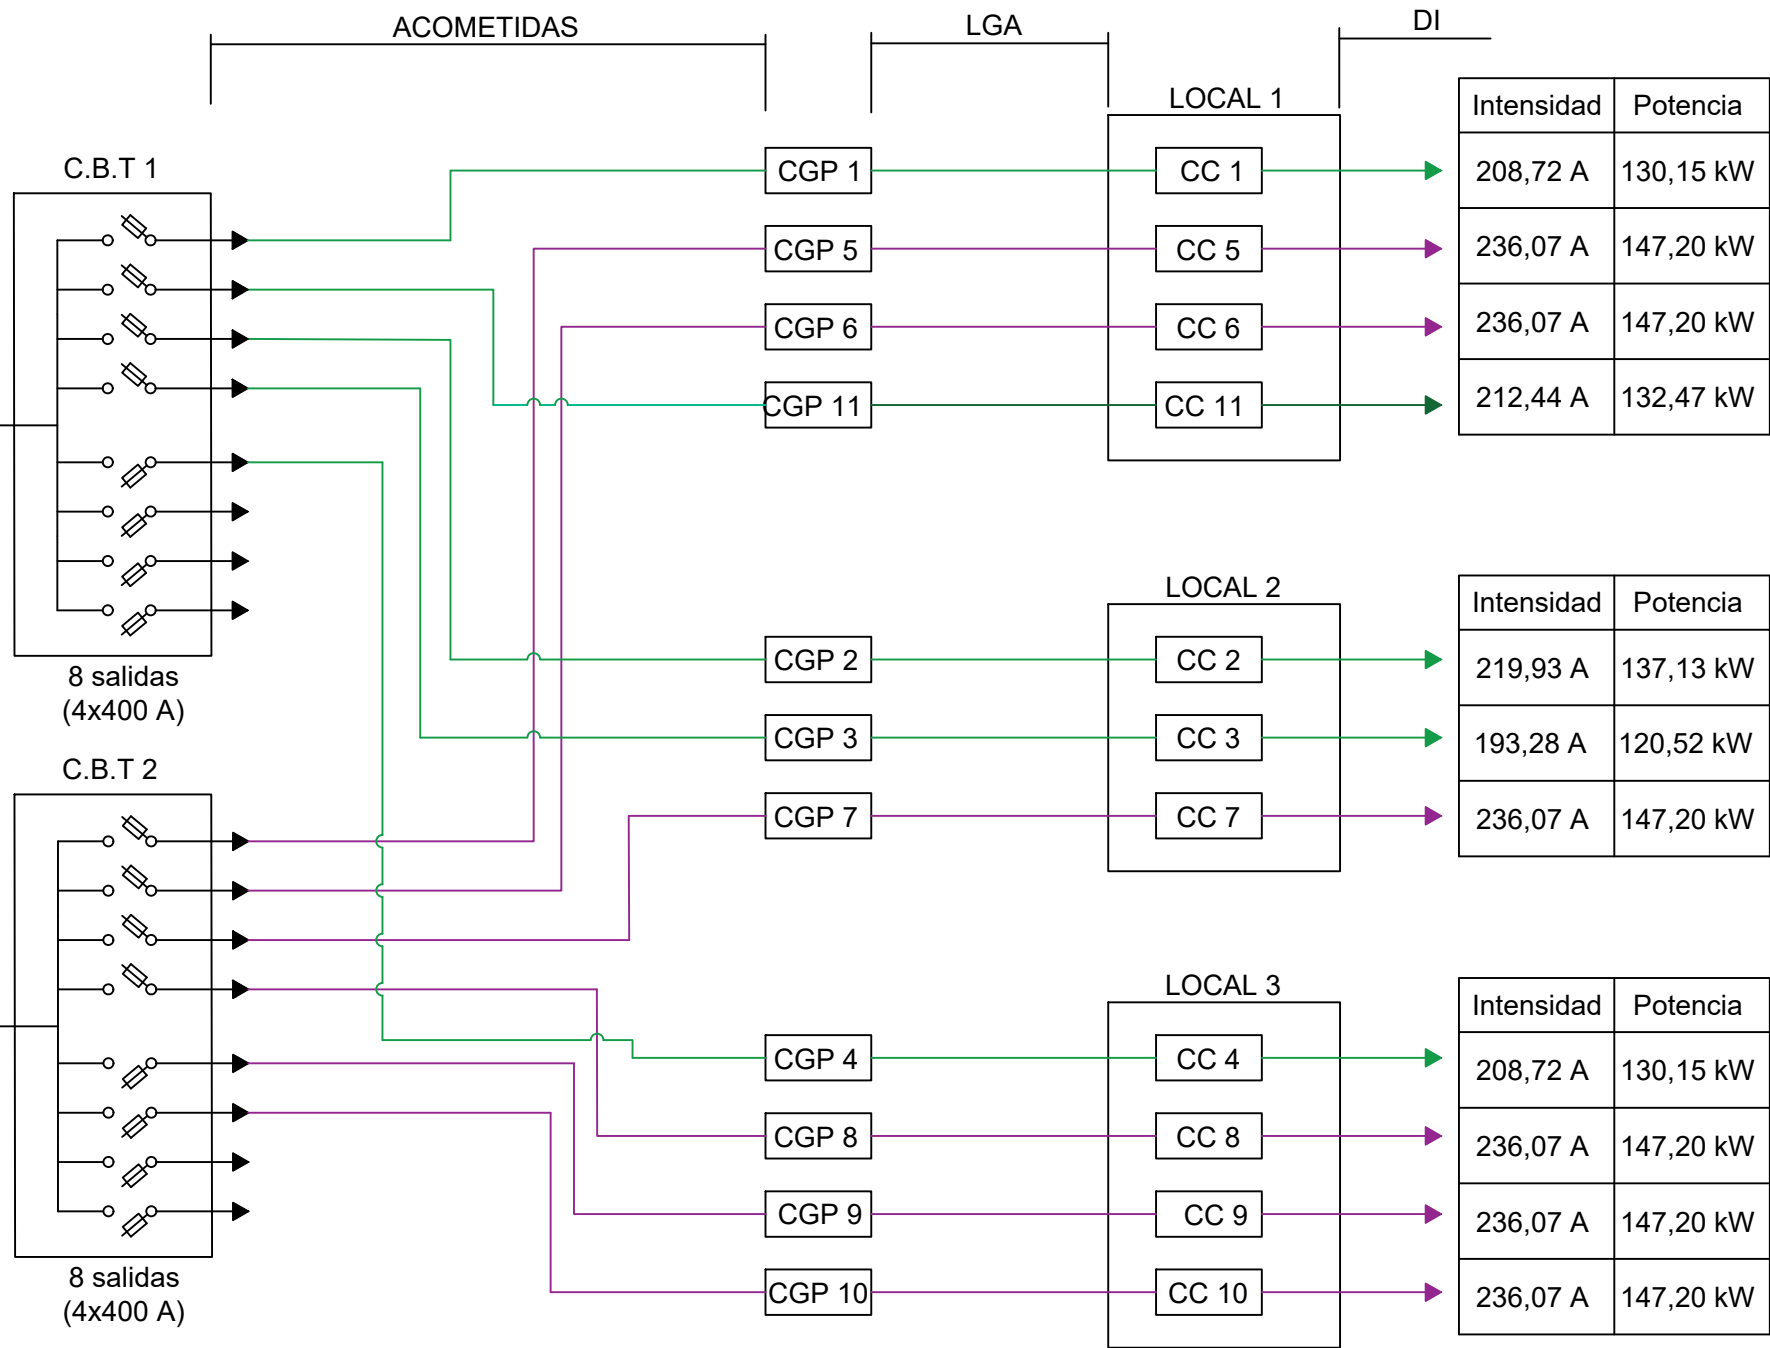 ACOMETIDAS
LGA
DI
C.B.T 1
8 salidas
(4x400 A)
C.B.T 2
8 salidas
(4x400 A)
CGP 1
CGP 5
CGP 6
CGP 11
CGP 2
CGP 3
CGP 7
CGP 4
CGP 8
CGP 9
CGP 10
LOCAL 1
CC 1
CC 5
CC 6
CC 11
LOCAL 2
CC 2
CC 3
CC 7
LOCAL 3
CC 4
CC 8
CC 9
CC 10
Intensidad Potencia
208,72 A 130,15 kW
236,07 A 147,20 kW
236,07 A 147,20 kW
212,44 A 132,47 kW
Intensidad Potencia
219,93 A 137,13 kW
193,28 A 120,52 kW
236,07 A 147,20 kW
Intensidad Potencia
208,72 A 130,15 kW
236,07 A 147,20 kW
236,07 A 147,20 kW
236,07 A 147,20 kW